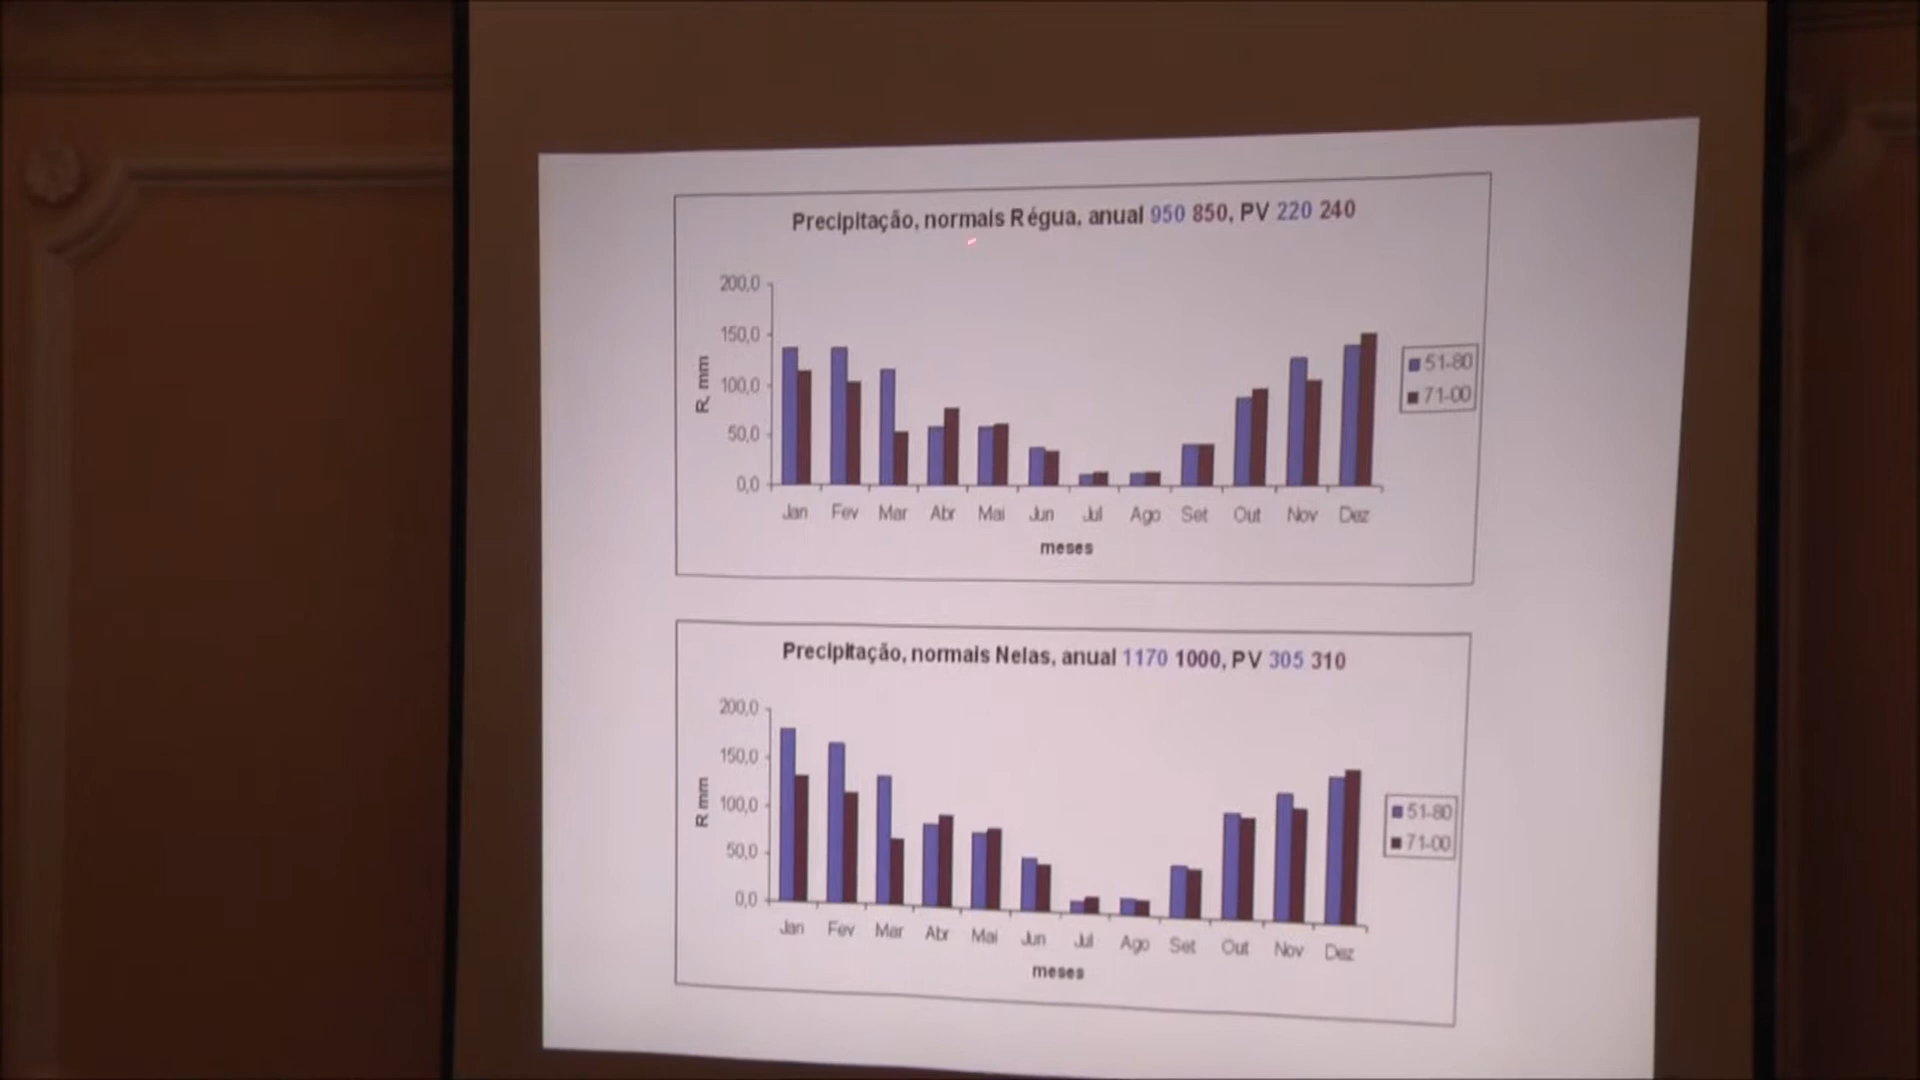 Precipitação, normais Régua, anual 950 850, PV 220 240
200,0
150,0
100,0
50,0
0,0
R mm
Jan Fev Mar Abr Mai Jun Jul Ago Set Out Nov Dez
meses
51-80
71-00
Precipitação, normais Nelas, anual 1170 1000, PV 305 310
200,0
150,0
100,0
50,0
0,0
R mm
Jan Fev Mar Abr Mai Jun Jul Ago Set Out Nov Dez
meses
51-80
71-00